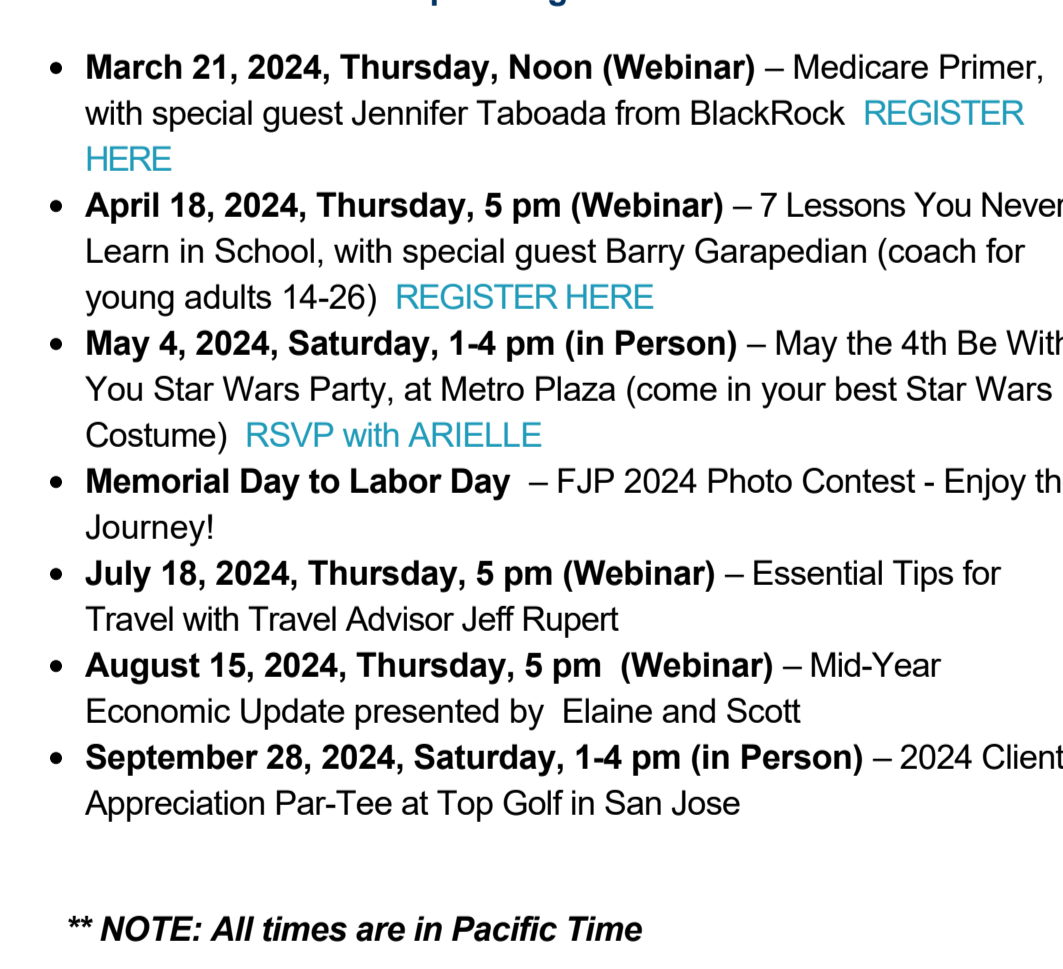 March 21, 2024, Thursday, Noon (Webinar) – Medicare Primer,
with special guest Jennifer Taboada from BlackRock  REGISTER
HERE
April 18, 2024, Thursday, 5 pm (Webinar) – 7 Lessons You Never
Learn in School, with special guest Barry Garapedian (coach for
young adults 14-26)  REGISTER HERE
May 4, 2024, Saturday, 1-4 pm (in Person) – May the 4th Be With
You Star Wars Party, at Metro Plaza (come in your best Star Wars
Costume)  RSVP with ARIELLE
Memorial Day to Labor Day  – FJP 2024 Photo Contest - Enjoy th
Journey!
July 18, 2024, Thursday, 5 pm (Webinar) – Essential Tips for
Travel with Travel Advisor Jeff Rupert
August 15, 2024, Thursday, 5 pm  (Webinar) – Mid-Year
Economic Update presented by  Elaine and Scott
September 28, 2024, Saturday, 1-4 pm (in Person) – 2024 Client
Appreciation Par-Tee at Top Golf in San Jose
** NOTE: All times are in Pacific Time